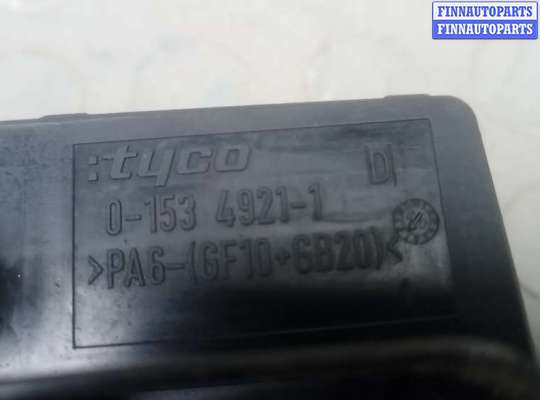 FINNAUTOPARTS
FINNAUTOPARTS
:tyco
D
0-153 4921-1
>PA6-(GF10+GB20)<